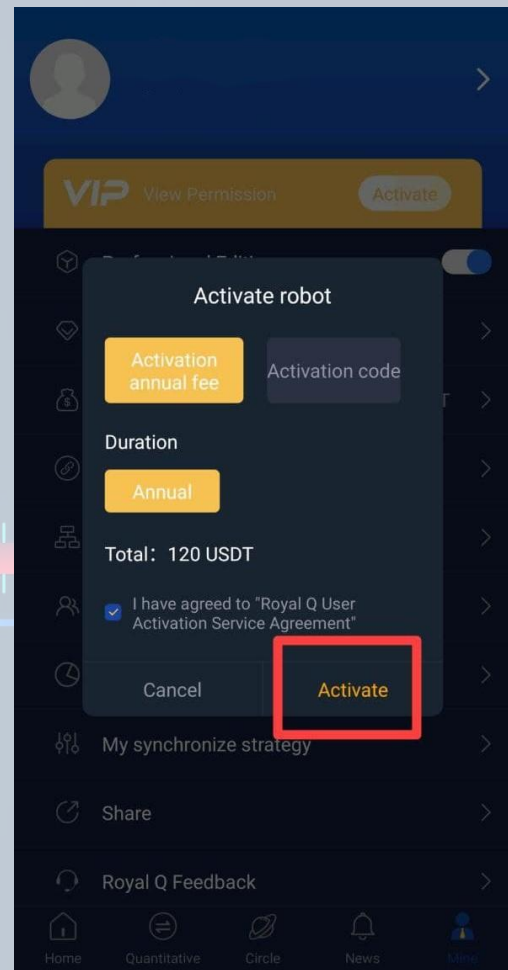 VIP View Permission Activate
Activate robot
Activation
annual fee
Activation code
Duration
Annual
Total: 120 USDT
I have agreed to "Royal Q User
Activation Service Agreement"
Cancel Activate
My synchronize strategy
Share
Royal Q Feedback
Home Quantitative Circle News Mine